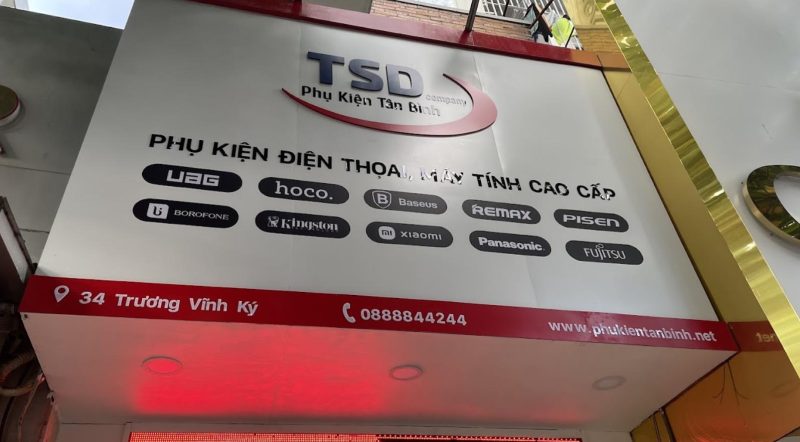 TSD
company
Phụ Kiện Tân Bình
PHỤ KIỆN ĐIỆN THOẠI, MÁY TÍNH CAO CẤP
UAG hoco. Baseus REMAX PISEN
BOROFONE Kingston xiaomi Panasonic FUJITSU
34 Trương Vĩnh Ký 0888844244 www.phukientanbinh.net